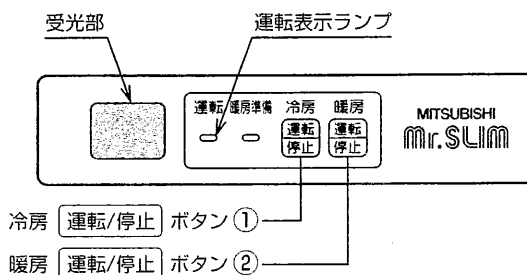 受光部 運転表示ランプ
運転 暖房準備 冷房 暖房
運転 運転
停止 停止
MITSUBISHI
Mr.SLIM
冷房 運転/停止 ボタン①
暖房 運転/停止 ボタン②